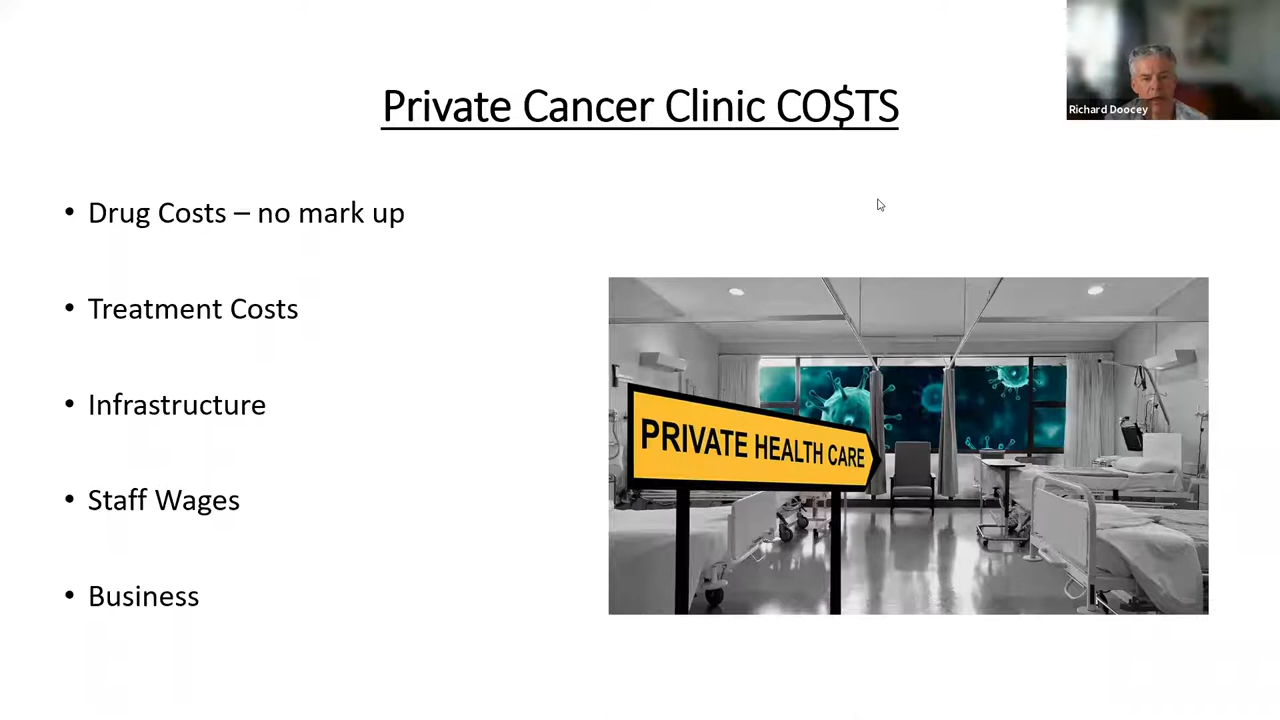 Private Cancer Clinic CO$TS
Richard Doocey
• Drug Costs – no mark up
• Treatment Costs
• Infrastructure
• Staff Wages
• Business
PRIVATE HEALTH CARE